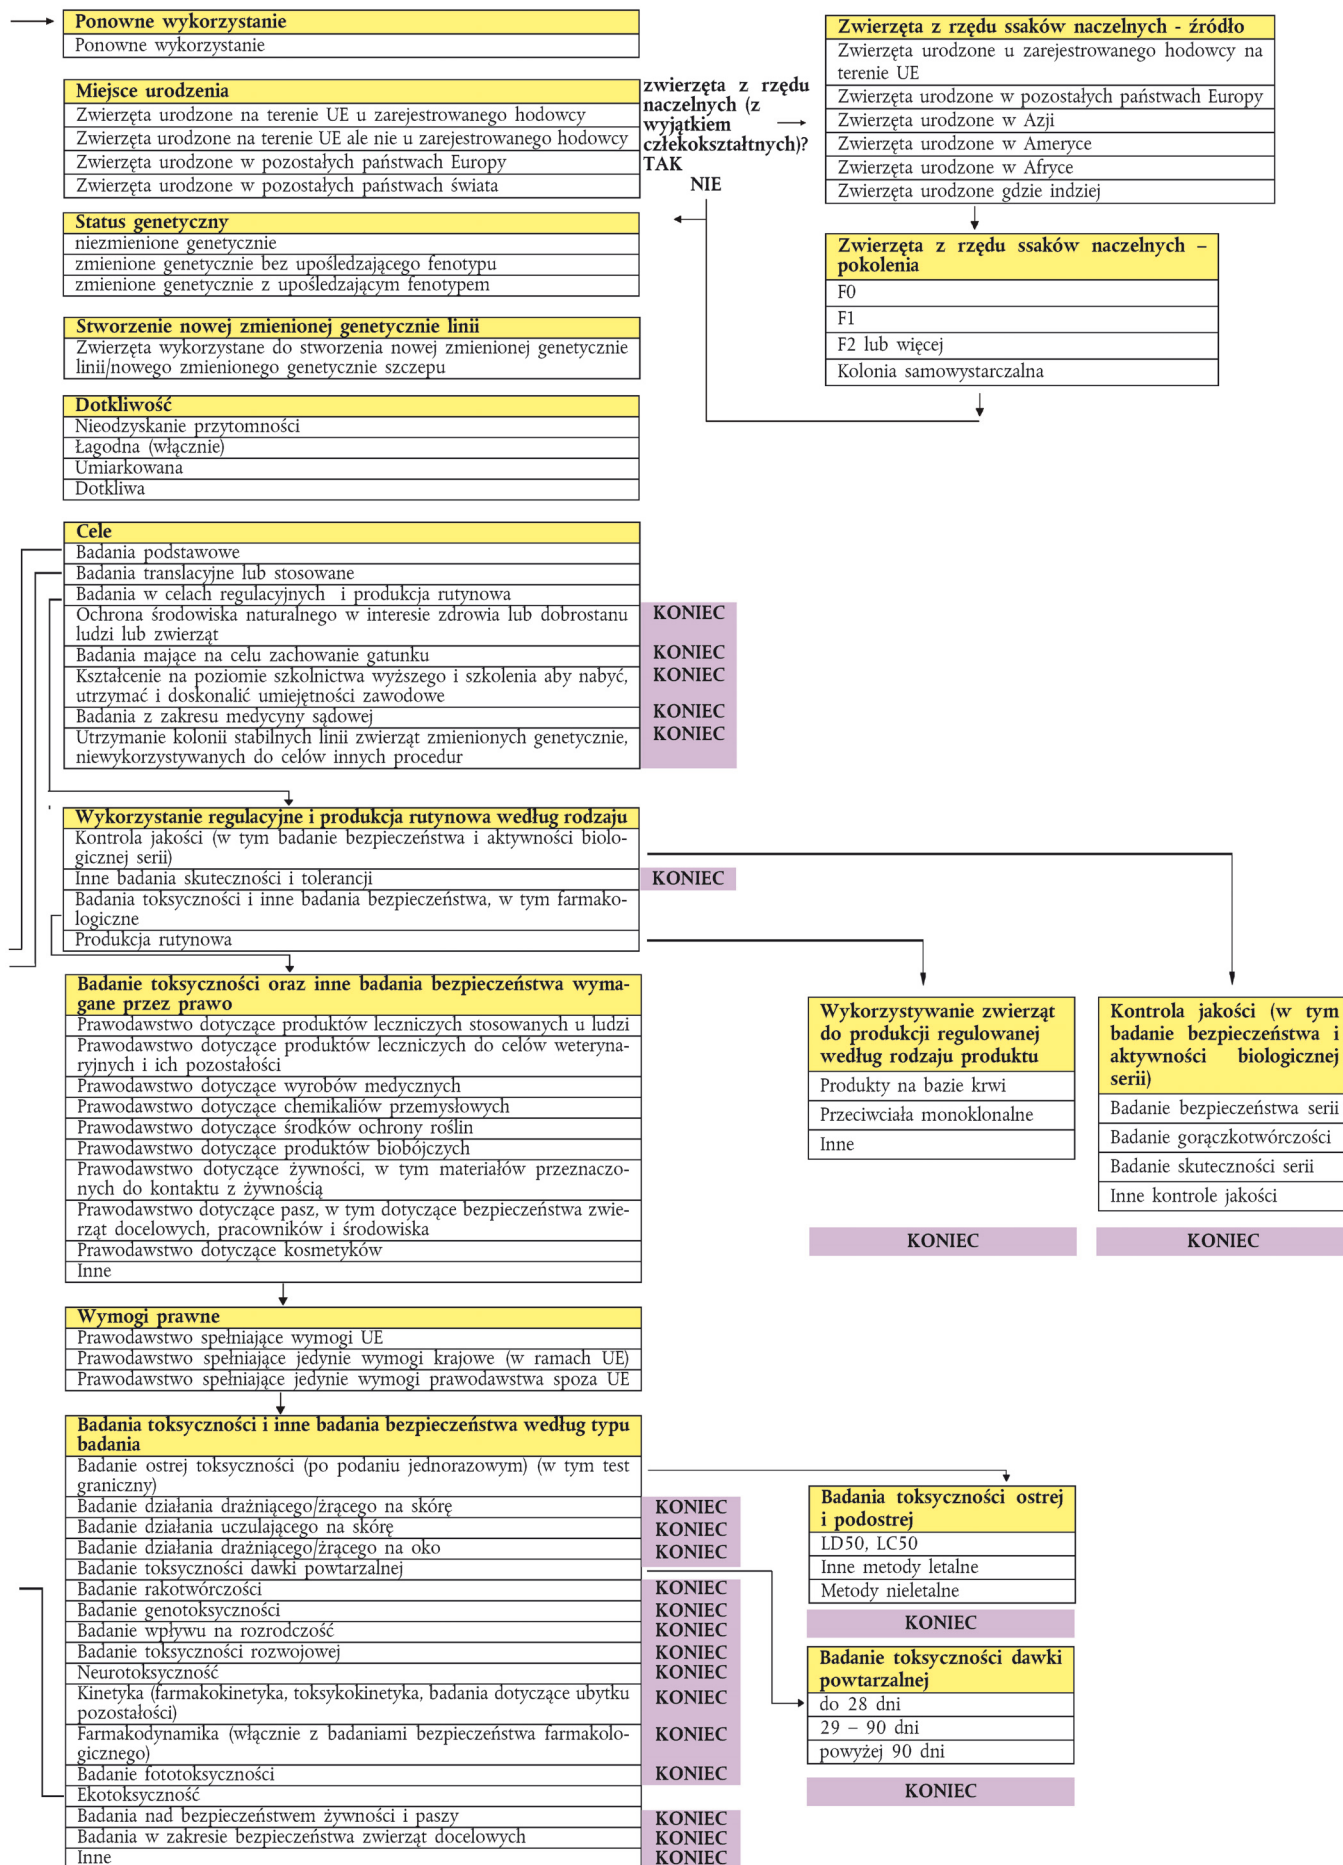 Ponowne wykorzystanie
Ponowne wykorzystanie
Miejsce urodzenia
Zwierzęta urodzone na terenie UE u zarejestrowanego hodowcy
Zwierzęta urodzone na terenie UE ale nie u zarejestrowanego hodowcy
Zwierzęta urodzone w pozostałych państwach Europy
Zwierzęta urodzone w pozostałych państwach świata
zwierzęta z rzędu
naczelnych (z
wyjątkiem
człekokształtnych)?
TAK
NIE
Zwierzęta z rzędu ssaków naczelnych - źródło
Zwierzęta urodzone u zarejestrowanego hodowcy na
terenie UE
Zwierzęta urodzone w pozostałych państwach Europy
Zwierzęta urodzone w Azji
Zwierzęta urodzone w Ameryce
Zwierzęta urodzone w Afryce
Zwierzęta urodzone gdzie indziej
Zwierzęta z rzędu ssaków naczelnych –
pokolenia
F0
F1
F2 lub więcej
Kolonia samowystarczalna
Status genetyczny
niezmienione genetycznie
zmienione genetycznie bez upośledzającego fenotypu
zmienione genetycznie z upośledzającym fenotypem
Stworzenie nowej zmienionej genetycznie linii
Zwierzęta wykorzystane do stworzenia nowej zmienionej genetycznie
linii/nowego zmienionego genetycznie szczepu
Dotkliwość
Nieodzyskanie przytomności
Łagodna (włącznie)
Umiarkowana
Dotkliwa
Cele
Badania podstawowe
Badania translacyjne lub stosowane
Badania w celach regulacyjnych i produkcja rutynowa
Ochrona środowiska naturalnego w interesie zdrowia lub dobrostanu
ludzi lub zwierząt
KONIEC
Badania mające na celu zachowanie gatunku
KONIEC
Kształcenie na poziomie szkolnictwa wyższego i szkolenia aby nabyć,
utrzymać i doskonalić umiejętności zawodowe
KONIEC
Badania z zakresu medycyny sądowej
KONIEC
Utrzymanie kolonii stabilnych linii zwierząt zmienionych genetycznie,
niewykorzystywanych do celów innych procedur
KONIEC
Wykorzystanie regulacyjne i produkcja rutynowa według rodzaju
Kontrola jakości (w tym badanie bezpieczeństwa i aktywności biolo-
gicznej serii)
Inne badania skuteczności i tolerancji
KONIEC
Badania toksyczności i inne badania bezpieczeństwa, w tym farmako-
logiczne
Produkcja rutynowa
Badanie toksyczności oraz inne badania bezpieczeństwa wyma-
gane przez prawo
Prawodawstwo dotyczące produktów leczniczych stosowanych u ludzi
Prawodawstwo dotyczące produktów leczniczych do celów weteryna-
ryjnych i ich pozostałości
Prawodawstwo dotyczące wyrobów medycznych
Prawodawstwo dotyczące chemikaliów przemysłowych
Prawodawstwo dotyczące środków ochrony roślin
Prawodawstwo dotyczące produktów biobójczych
Prawodawstwo dotyczące żywności, w tym materiałów przeznaczo-
nych do kontaktu z żywnością
Prawodawstwo dotyczące pasz, w tym dotyczące bezpieczeństwa zwie-
rząt docelowych, pracowników i środowiska
Prawodawstwo dotyczące kosmetyków
Inne
Wykorzystywanie zwierząt
do produkcji regulowanej
według rodzaju produktu
Produkty na bazie krwi
Przeciwciała monoklonalne
Inne
KONIEC
Kontrola jakości (w tym
badanie bezpieczeństwa i
aktywności biologicznej
serii)
Badanie bezpieczeństwa serii
Badanie gorączkotwórczości
Badanie skuteczności serii
Inne kontrole jakości
KONIEC
Wymogi prawne
Prawodawstwo spełniające wymogi UE
Prawodawstwo spełniające jedynie wymogi krajowe (w ramach UE)
Prawodawstwo spełniające jedynie wymogi prawodawstwa spoza UE
Badania toksyczności i inne badania bezpieczeństwa według typu
badania
Badanie ostrej toksyczności (po podaniu jednorazowym) (w tym test
graniczny)
Badanie działania drażniącego/żrącego na skórę
KONIEC
Badanie działania uczulającego na skórę
KONIEC
Badanie działania drażniącego/żrącego na oko
KONIEC
Badanie toksyczności dawki powtarzalnej
Badanie rakotwórczości
KONIEC
Badanie genotoksyczności
KONIEC
Badanie wpływu na rozrodczość
KONIEC
Badanie toksyczności rozwojowej
KONIEC
Neurotoksyczność
KONIEC
Kinetyka (farmakokinetyka, toksykokinetyka, badania dotyczące ubytku
pozostałości)
KONIEC
Farmakodynamika (włącznie z badaniami bezpieczeństwa farmakolo-
gicznego)
KONIEC
Badanie fototoksyczności
KONIEC
Ekotoksyczność
Badania nad bezpieczeństwem żywności i paszy
KONIEC
Badania w zakresie bezpieczeństwa zwierząt docelowych
KONIEC
Inne
KONIEC
Badania toksyczności ostrej
i podostrej
LD50, LC50
Inne metody letalne
Metody nieletalne
KONIEC
Badanie toksyczności dawki
powtarzalnej
do 28 dni
29 – 90 dni
powyżej 90 dni
KONIEC